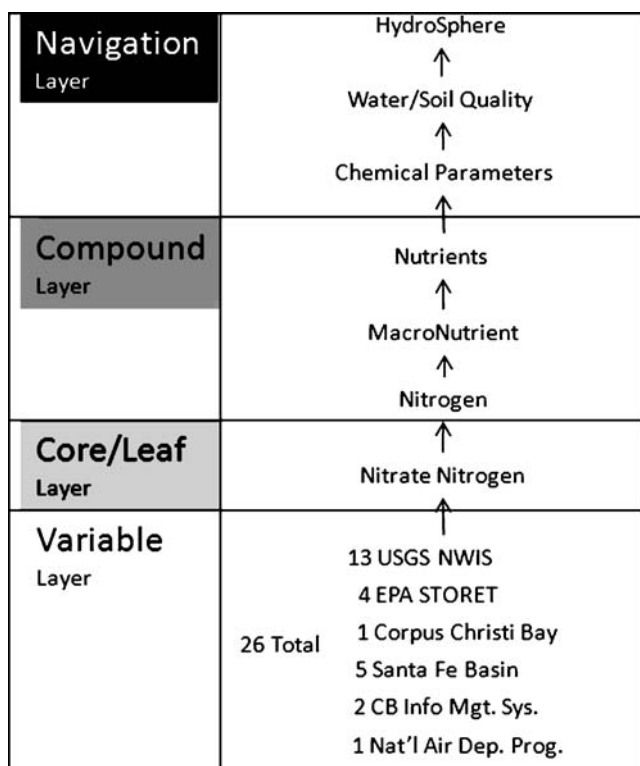 Navigation
Layer
HydroSphere
Water/Soil Quality
Chemical Parameters
Compound
Layer
Nutrients
MacroNutrient
Nitrogen
Core/Leaf
Layer
Nitrate Nitrogen
Variable
Layer
26 Total
13 USGS NWIS
4 EPA STORET
1 Corpus Christi Bay
5 Santa Fe Basin
2 CB Info Mgt. Sys.
1 Nat'l Air Dep. Prog.